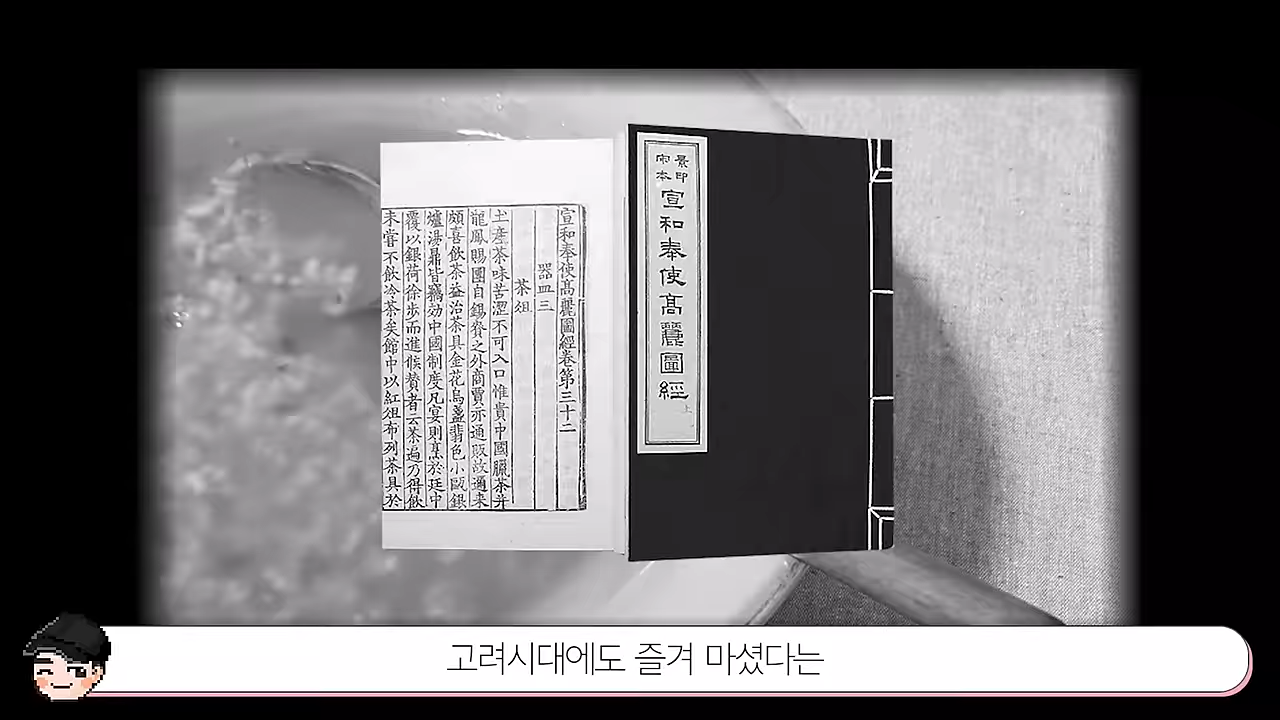 景印
宋本
宣和奉使高麗圖經
上
宣和奉使髙麗圖經卷第三十二
器皿三
茶俎
土產茶味苦澀不可入口惟貴中國臘茶并
龍鳳賜團自錫賚之外商賈亦通販故邇來
頗喜飲茶益治茶具金花烏盞翡色小甌銀
爐湯鼎皆竊効中國制度凡宴則烹於廷中
覆以銀荷徐步而進候贊者云茶遍乃得飲
未嘗不飲冷茶矣館中以紅俎布列茶具於
고려시대에도 즐겨 마셨다는